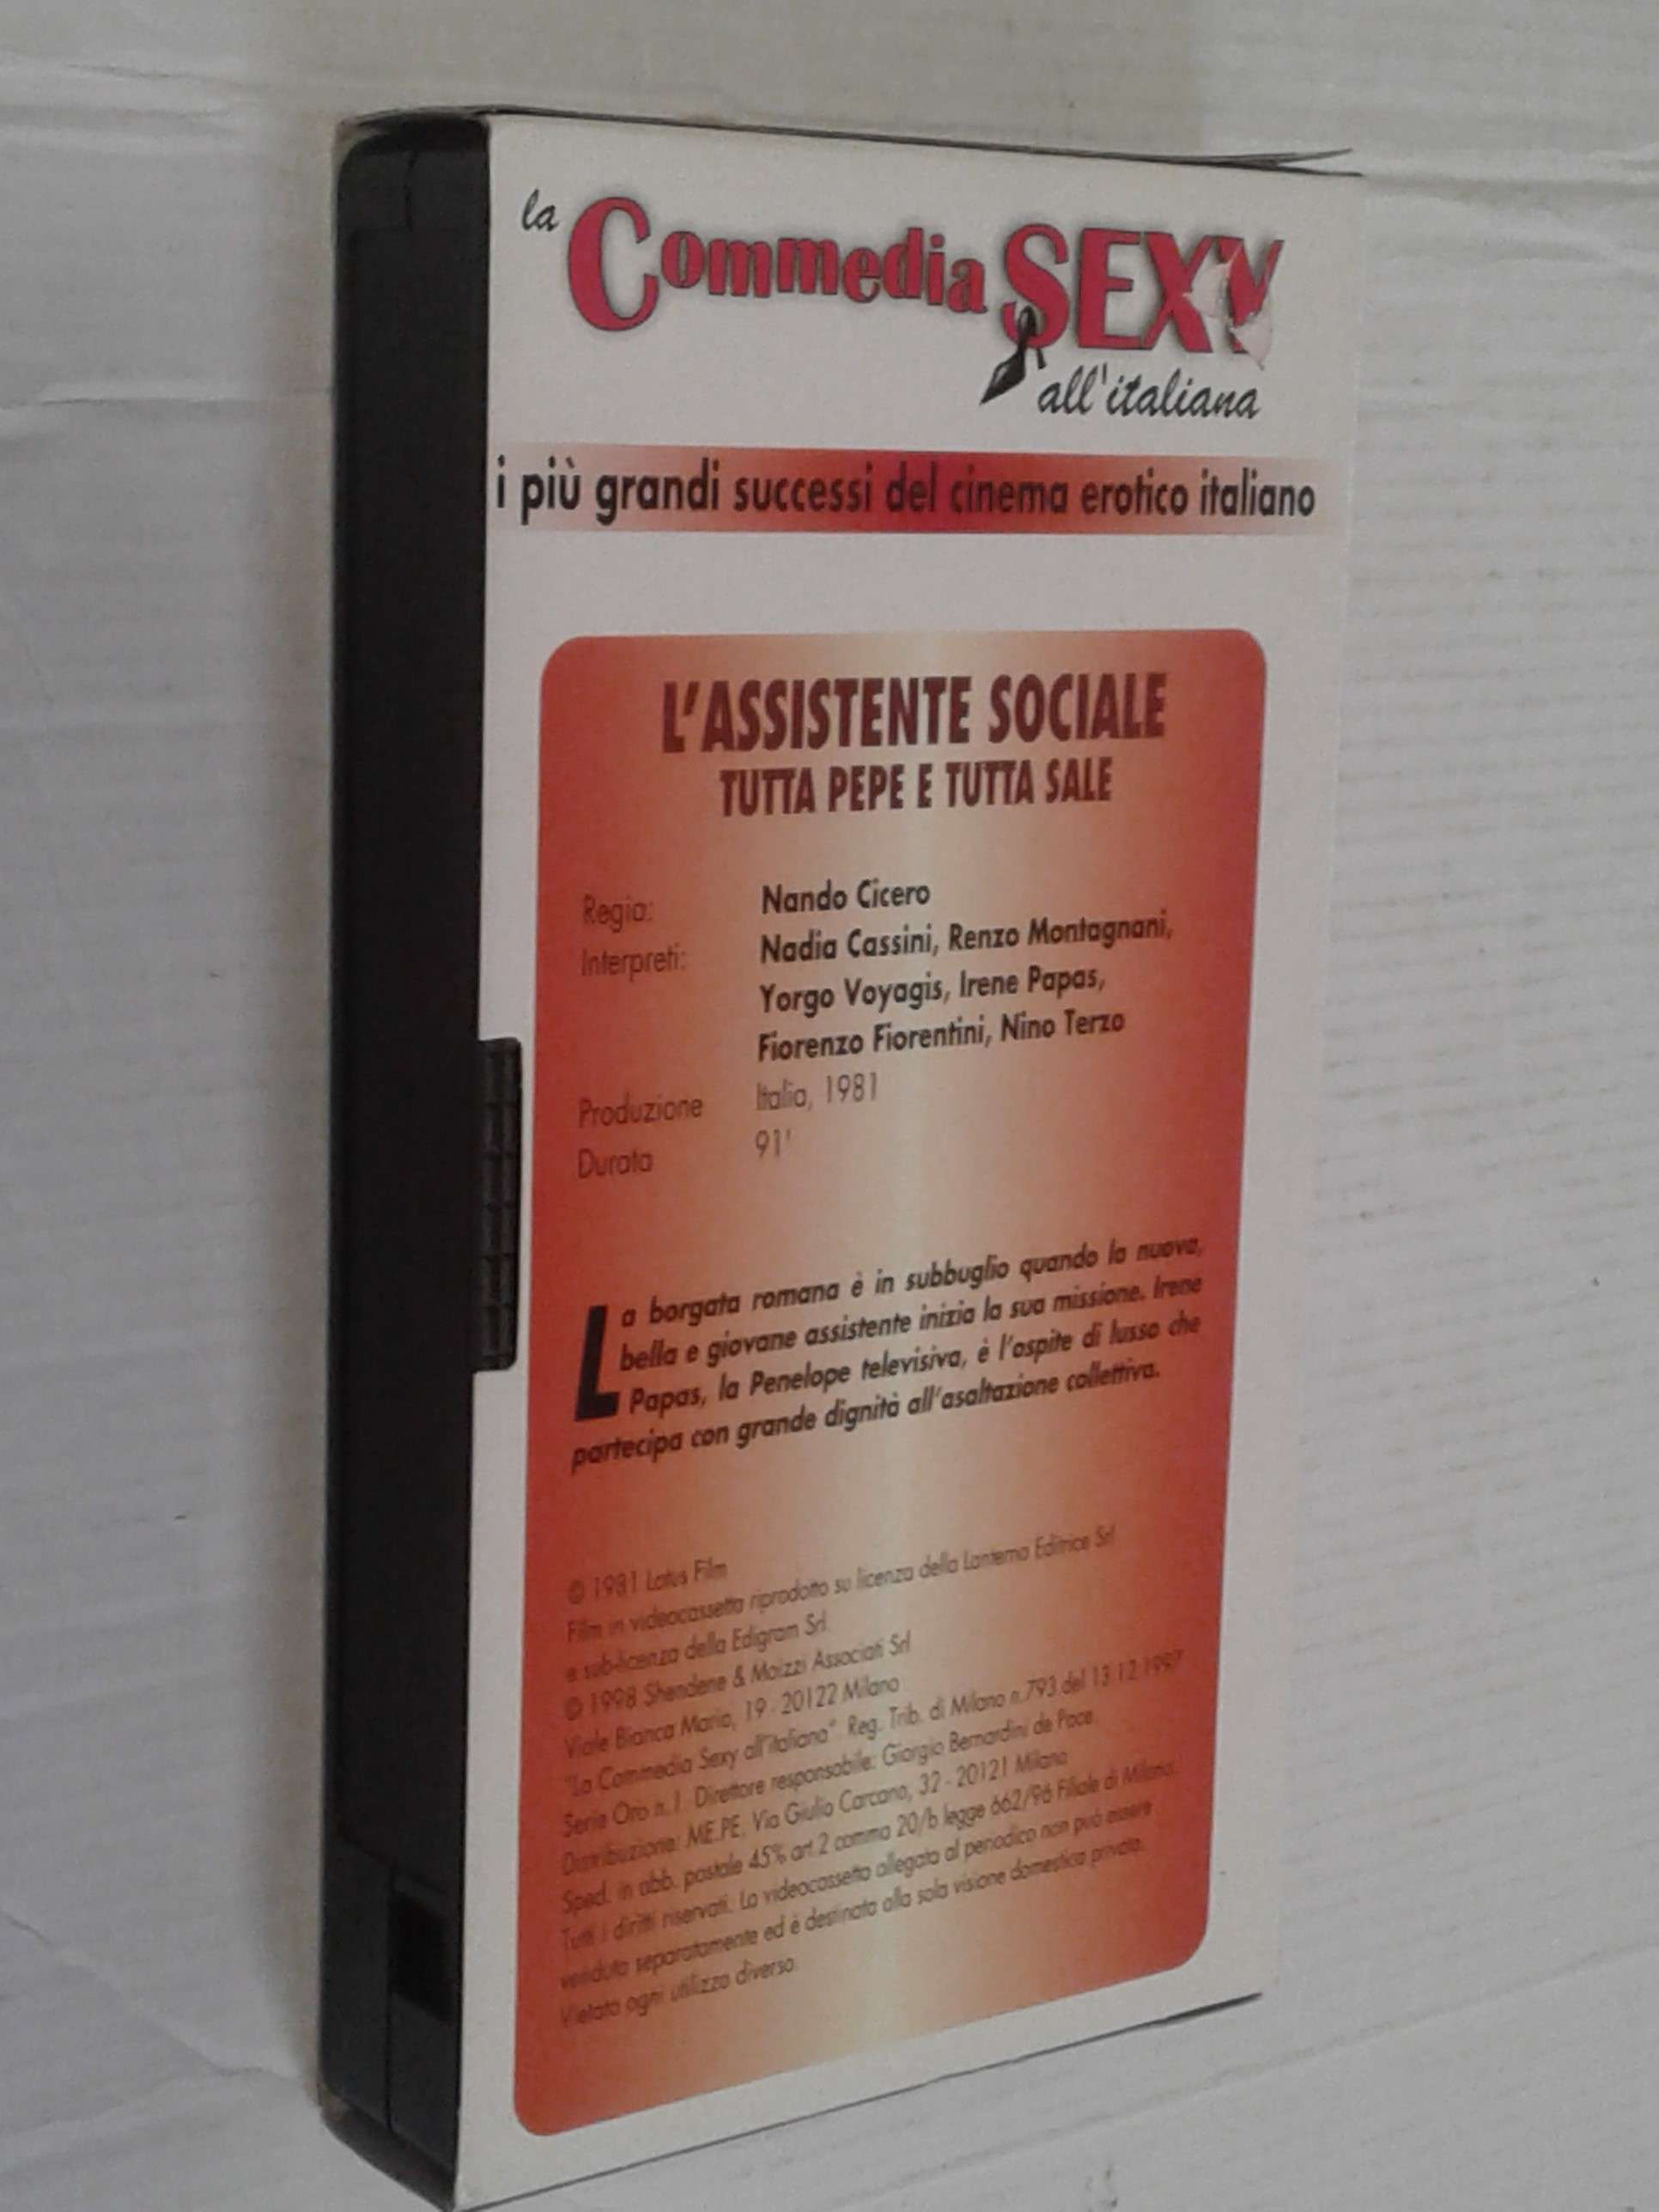 la Commedia SEXY
all'italiana
i più grandi successi del cinema erotico italiano
L'ASSISTENTE SOCIALE
TUTTA PEPE E TUTTA SALE
Regia: Nando Cicero
Interpreti: Nadia Cassini, Renzo Montagnani,
Yorgo Voyagis, Irene Papas,
Fiorenzo Fiorentini, Nino Terzo
Produzione Italia, 1981
Durata 91'
La borgata romana è in subbuglio quando la nuova,
bella e giovane assistente inizia la sua missione. Irene
Papas, la Penelope televisiva, è l'ospite di lusso che
partecipa con grande dignità all'asaltazione collettiva.
© 1981 Lotus Film
Film in videocassetta riprodotto su licenza della Lanterna Editrice Srl
e sub-licenza della Edigram Srl
© 1998 Shendene & Moizzi Associati Srl
Viale Bianca Maria, 19 - 20122 Milano
"La Commedia Sexy all'italiana" Reg. Trib. di Milano n.793 del 13.12.1997
Serie Oro n.1 Direttore responsabile: Giorgio Bernardini de Pace
Distribuzione: ME.PE, Via Giulio Carcano, 32 - 20121 Milano
Sped. in abb. postale 45% art.2 comma 20/b legge 662/96 Filiale di Milano.
Tutti i diritti riservati. La videocassetta allegata al periodico non può essere
venduta separatamente ed è destinata alla sola visione domestica privata.
Vietato ogni utilizzo diverso.